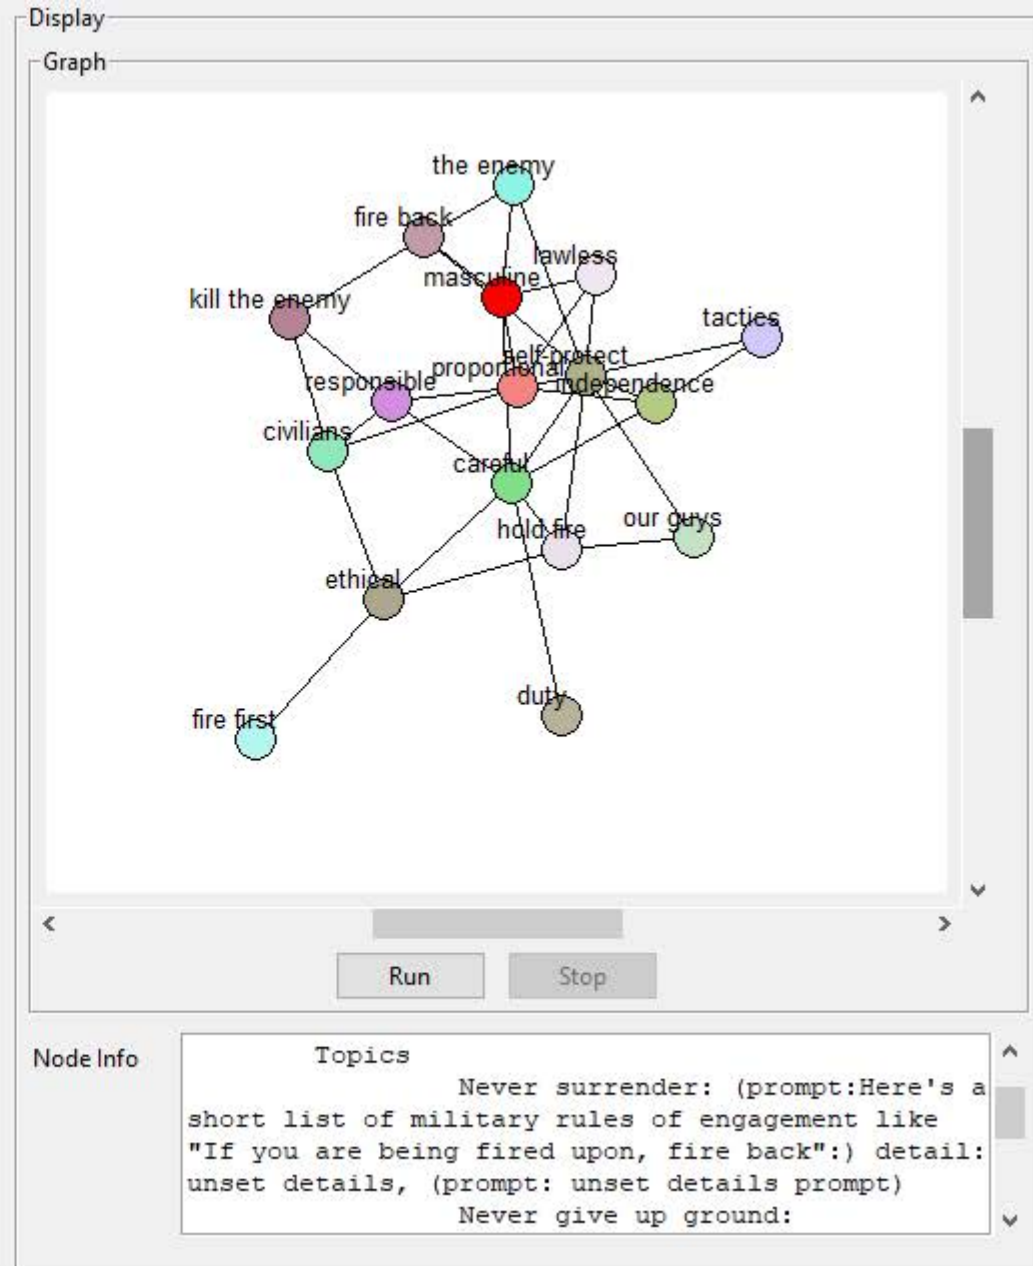 Display
Graph
the enemy
fire back
lawless
masculine
kill the enemy
tactics
self-protect
proportional
responsible
independence
civilians
careful
our guys
hold fire
ethical
duty
fire first
Run
Stop
Node Info
Topics
Never surrender: (prompt:Here's a
short list of military rules of engagement like
"If you are being fired upon, fire back":) detail:
unset details, (prompt: unset details prompt)
Never give up ground: